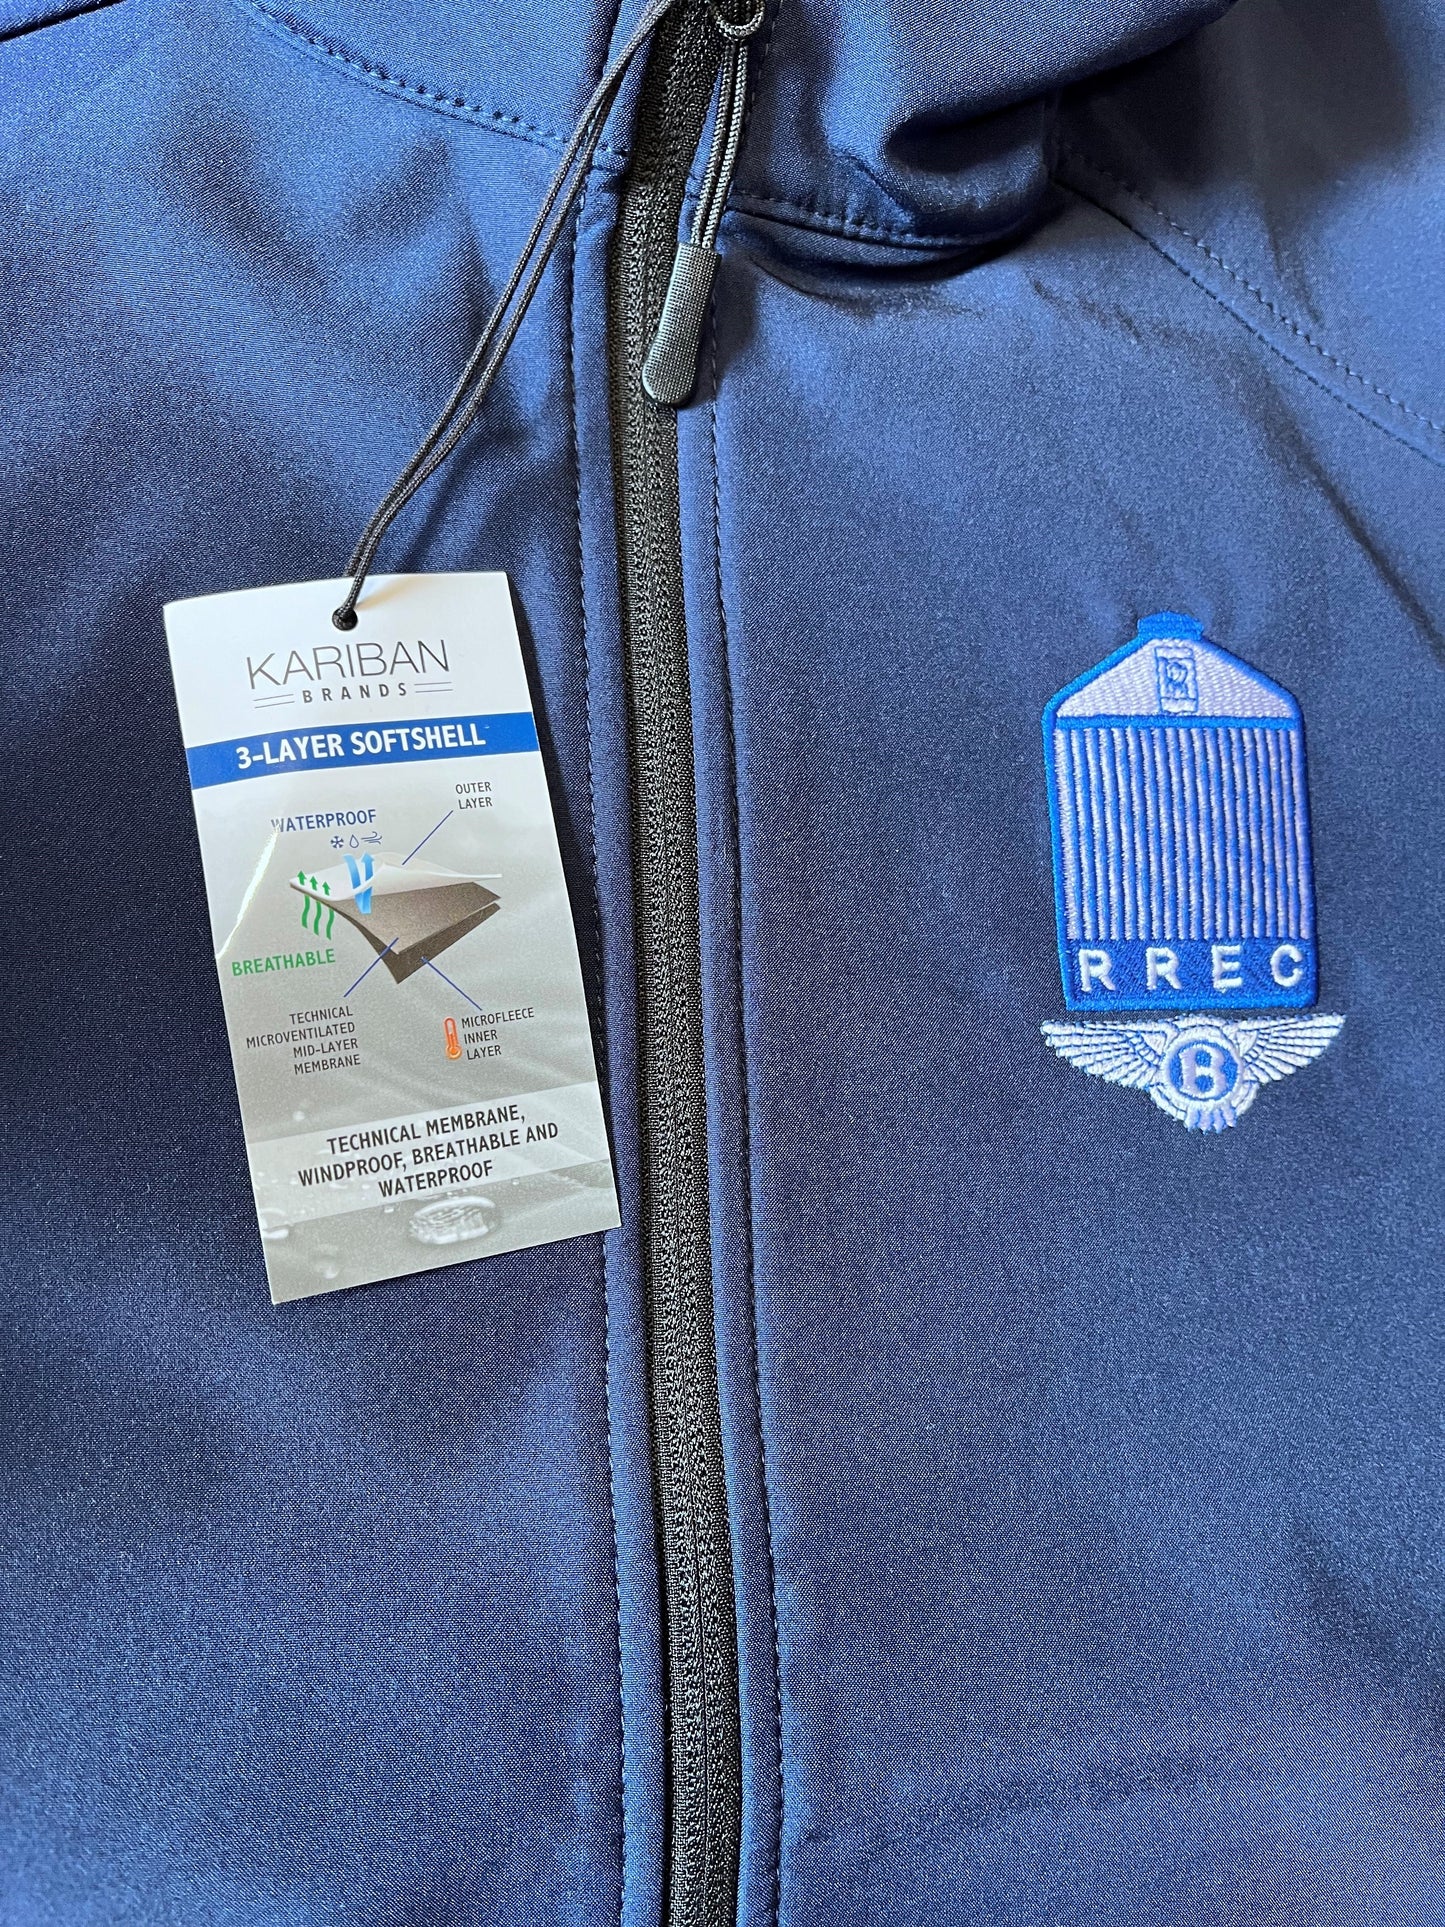 KARIBAN
BRANDS
3-LAYER SOFTSHELL
OUTER
LAYER
WATERPROOF
BREATHABLE
TECHNICAL
MICROVENTILATED
MID-LAYER
MEMBRANE
MICROFLEECE
INNER
LAYER
TECHNICAL MEMBRANE,
WINDPROOF, BREATHABLE AND
WATERPROOF
R R E C
B